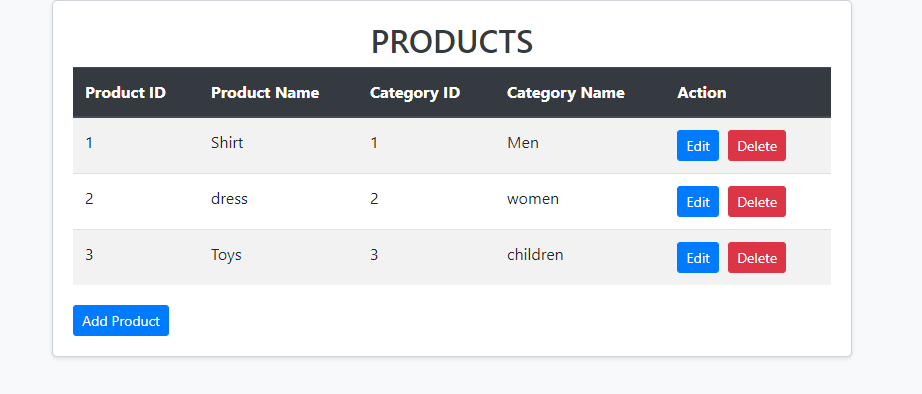 PRODUCTS
Product ID Product Name Category ID Category Name Action
1 Shirt 1 Men Edit Delete
2 dress 2 women Edit Delete
3 Toys 3 children Edit Delete
Add Product